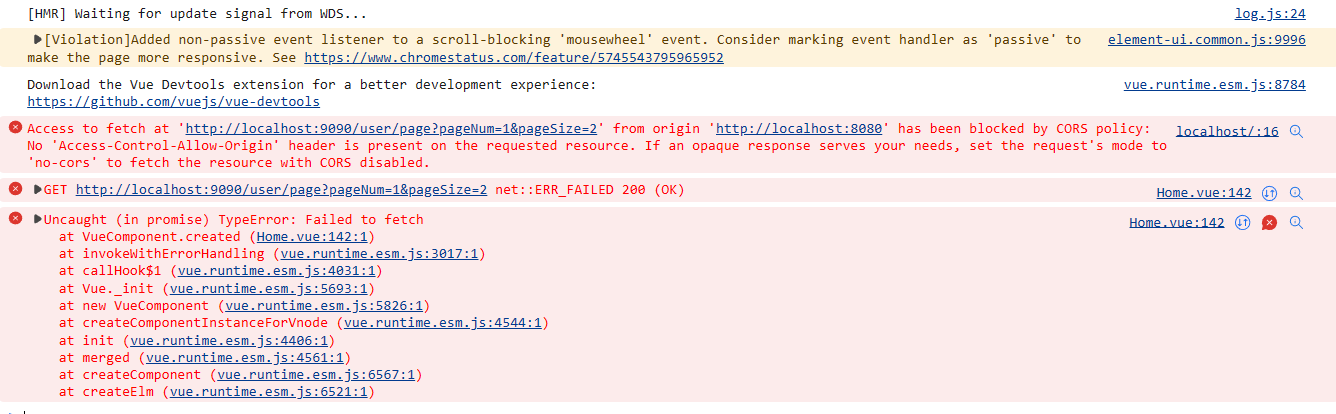 [HMR] Waiting for update signal from WDS... log.js:24
[Violation]Added non-passive event listener to a scroll-blocking 'mousewheel' event. Consider marking event handler as 'passive' to element-ui.common.js:9996
make the page more responsive. See https://www.chromestatus.com/feature/5745543795965952
Download the Vue Devtools extension for a better development experience: vue.runtime.esm.js:8784
https://github.com/vuejs/vue-devtools
Access to fetch at 'http://localhost:9090/user/page?pageNum=1&pageSize=2' from origin 'http://localhost:8080' has been blocked by CORS policy: localhost/:16
No 'Access-Control-Allow-Origin' header is present on the requested resource. If an opaque response serves your needs, set the request's mode to
'no-cors' to fetch the resource with CORS disabled.
GET http://localhost:9090/user/page?pageNum=1&pageSize=2 net::ERR_FAILED 200 (OK) Home.vue:142
Uncaught (in promise) TypeError: Failed to fetch Home.vue:142
at VueComponent.created (Home.vue:142:1)
at invokeWithErrorHandling (vue.runtime.esm.js:3017:1)
at callHook$1 (vue.runtime.esm.js:4031:1)
at Vue._init (vue.runtime.esm.js:5693:1)
at new VueComponent (vue.runtime.esm.js:5826:1)
at createComponentInstanceForVnode (vue.runtime.esm.js:4544:1)
at init (vue.runtime.esm.js:4406:1)
at merged (vue.runtime.esm.js:4561:1)
at createComponent (vue.runtime.esm.js:6567:1)
at createElm (vue.runtime.esm.js:6521:1)